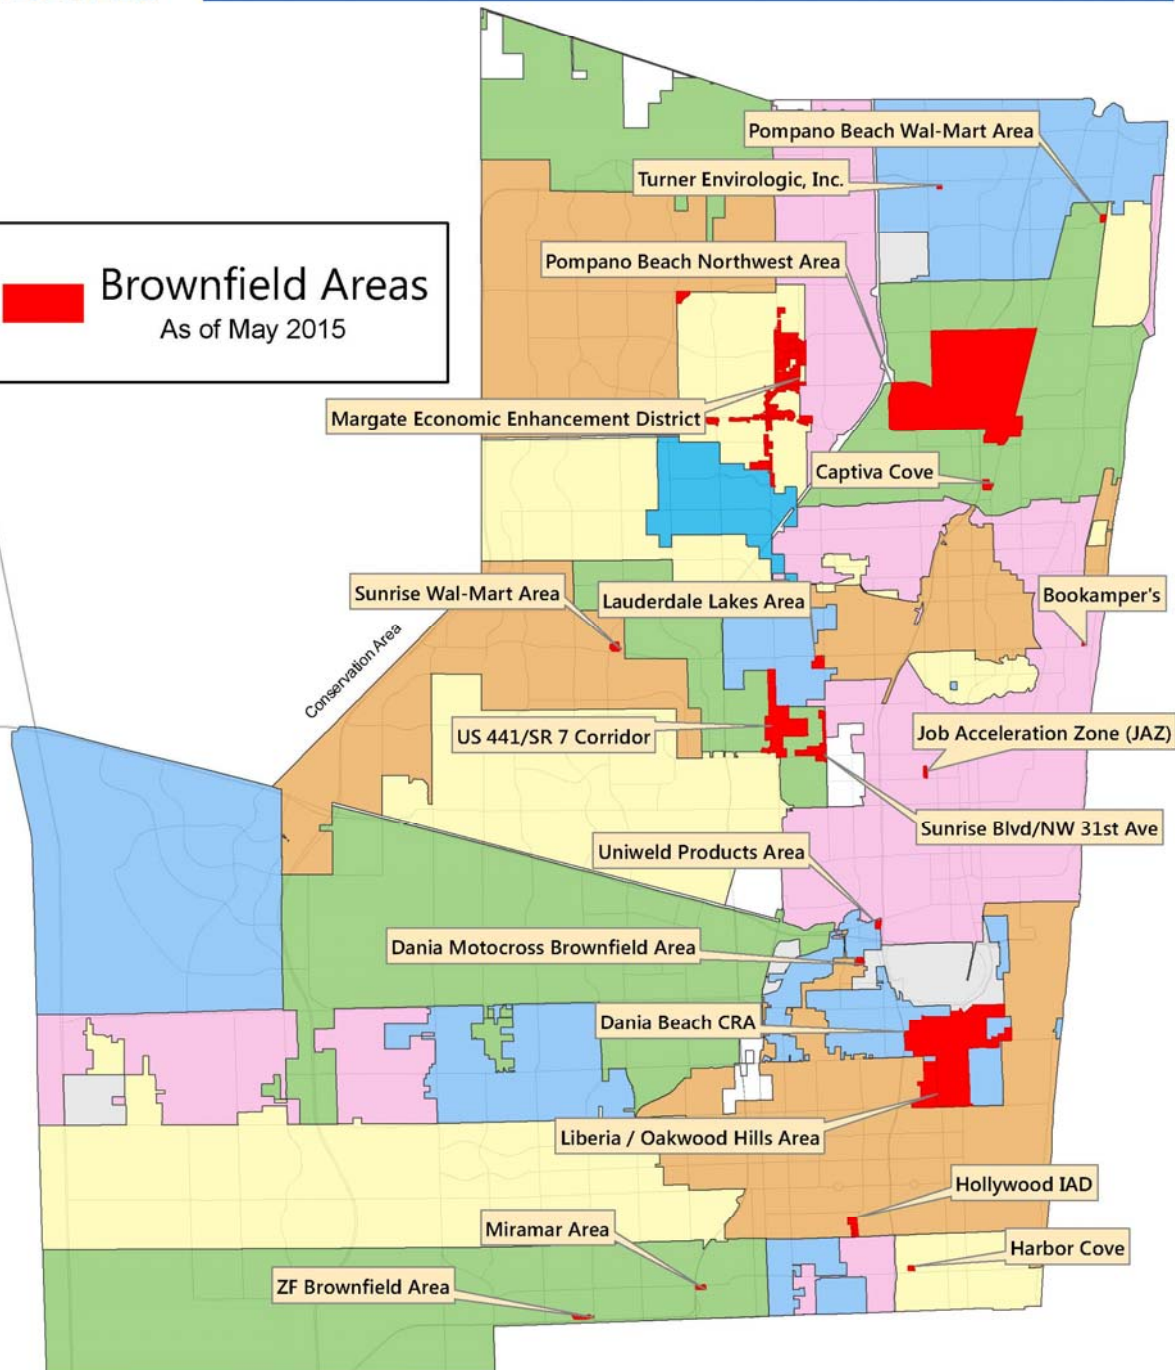 Pompano Beach Wal-Mart Area
Turner Envirologic, Inc.
Pompano Beach Northwest Area
Brownfield Areas
As of May 2015
Margate Economic Enhancement District
Captiva Cove
Sunrise Wal-Mart Area
Lauderdale Lakes Area
Bookamper's
Conservation Area
US 441/SR 7 Corridor
Job Acceleration Zone (JAZ)
Sunrise Blvd/NW 31st Ave
Uniweld Products Area
Dania Motocross Brownfield Area
Dania Beach CRA
Liberia / Oakwood Hills Area
Hollywood IAD
Miramar Area
Harbor Cove
ZF Brownfield Area